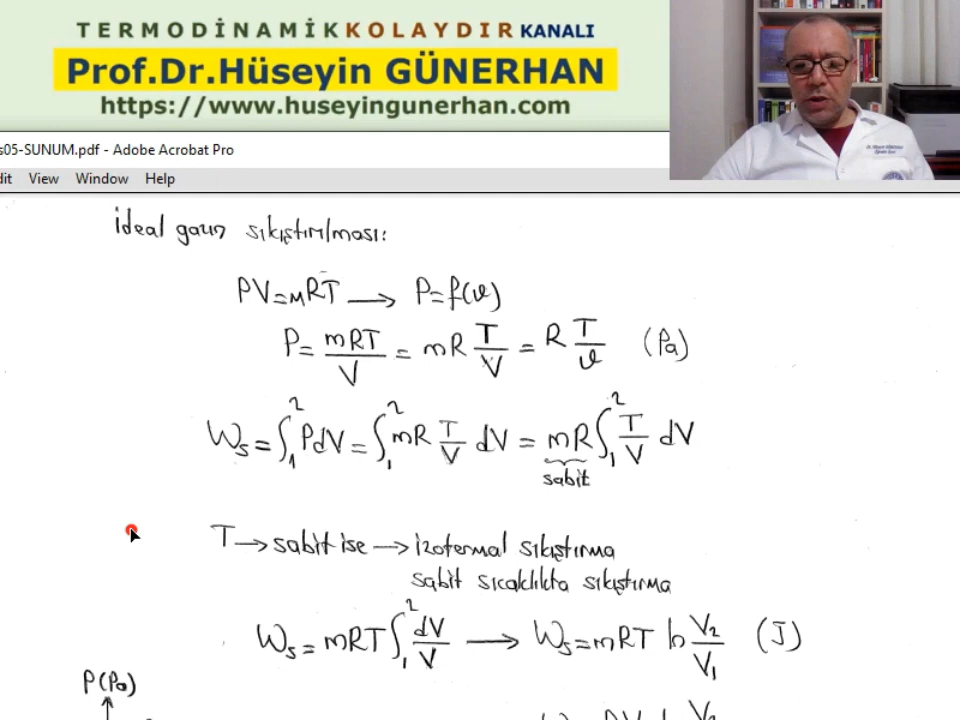 TERMODİNAMİKKOLAYDIR KANALI
Prof.Dr.Hüseyin GÜNERHAN
https://www.huseyingunerhan.com
s05-SUNUM.pdf - Adobe Acrobat Pro
dit View Window Help
ideal gazın sıkıştırılması:
PV=mRT → P=f(v)
P= mRT/V = mR T/V = R T/v (Pa)
Ws = ∫₁² PdV = ∫₁² mR T/V dV = mR ∫₁² T/V dV
sabit
T → sabit ise → izotermal sıkıştırma
sabit sıcaklıkta sıkıştırma
Ws = mRT ∫₁² dV/V → Ws = mRT ln V₂/V₁ (J)
P(Pa)